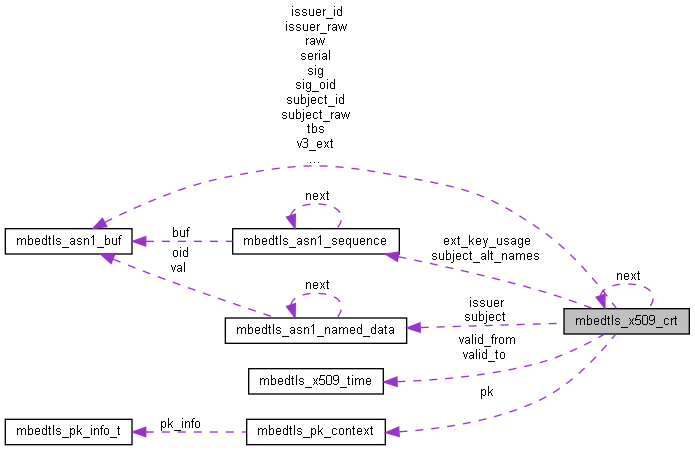 issuer_id
issuer_raw
raw
serial
sig
sig_oid
subject_id
subject_raw
tbs
v3_ext
...
next
buf
mbedtls_asn1_buf
mbedtls_asn1_sequence
ext_key_usage
subject_alt_names
oid
val
next
next
mbedtls_asn1_named_data
issuer
subject
mbedtls_x509_crt
valid_from
valid_to
mbedtls_x509_time
pk
pk_info
mbedtls_pk_info_t
mbedtls_pk_context